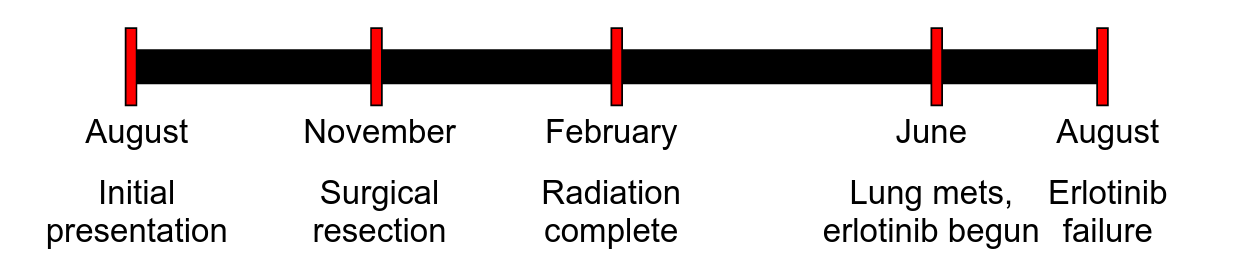 August
November
February
June
August
Initial
presentation
Surgical
resection
Radiation
complete
Lung mets,
erlotinib begun
Erlotinib
failure